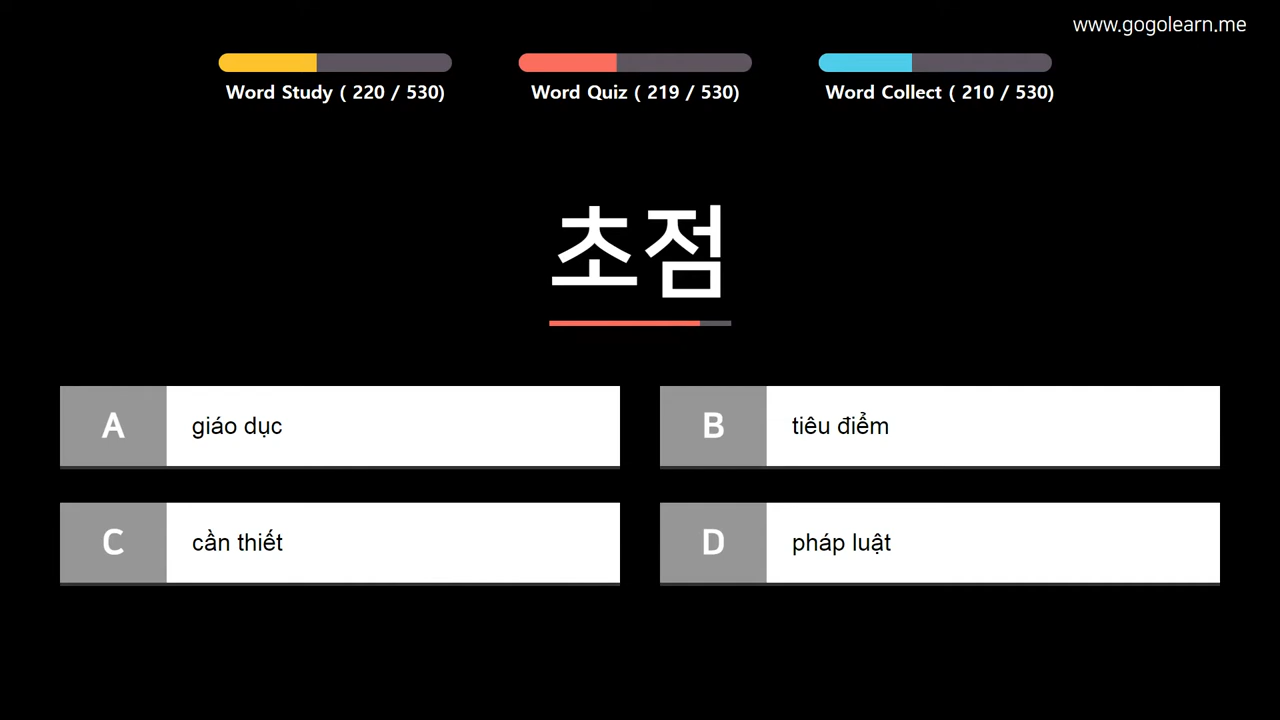 www.gogolearn.me
Word Study ( 220 / 530)
Word Quiz ( 219 / 530)
Word Collect ( 210 / 530)
초점
A giáo dục
B tiêu điểm
C cần thiết
D pháp luật